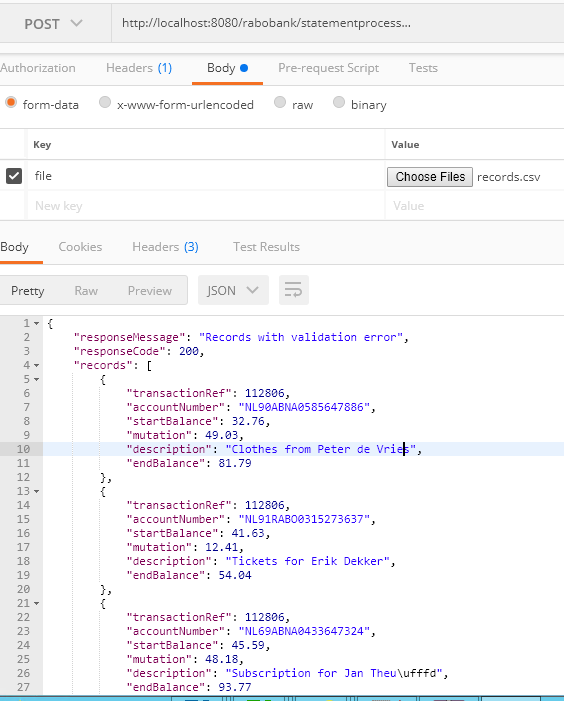 POST http://localhost:8080/rabobank/statementprocess...
Authorization Headers (1) Body Pre-request Script Tests
form-data x-www-form-urlencoded raw binary
Key Value
file Choose Files records.csv
New key Value
Body Cookies Headers (3) Test Results
Pretty Raw Preview JSON
1 {
2 "responseMessage": "Records with validation error",
3 "responseCode": 200,
4 "records": [
5 {
6 "transactionRef": 112806,
7 "accountNumber": "NL90ABNA0585647886",
8 "startBalance": 32.76,
9 "mutation": 49.03,
10 "description": "Clothes from Peter de Vries",
11 "endBalance": 81.79
12 },
13 {
14 "transactionRef": 112806,
15 "accountNumber": "NL91RABO0315273637",
16 "startBalance": 41.63,
17 "mutation": 12.41,
18 "description": "Tickets for Erik Dekker",
19 "endBalance": 54.04
20 },
21 {
22 "transactionRef": 112806,
23 "accountNumber": "NL69ABNA0433647324",
24 "startBalance": 45.59,
25 "mutation": 48.18,
26 "description": "Subscription for Jan Theu\ufffd",
27 "endBalance": 93.77